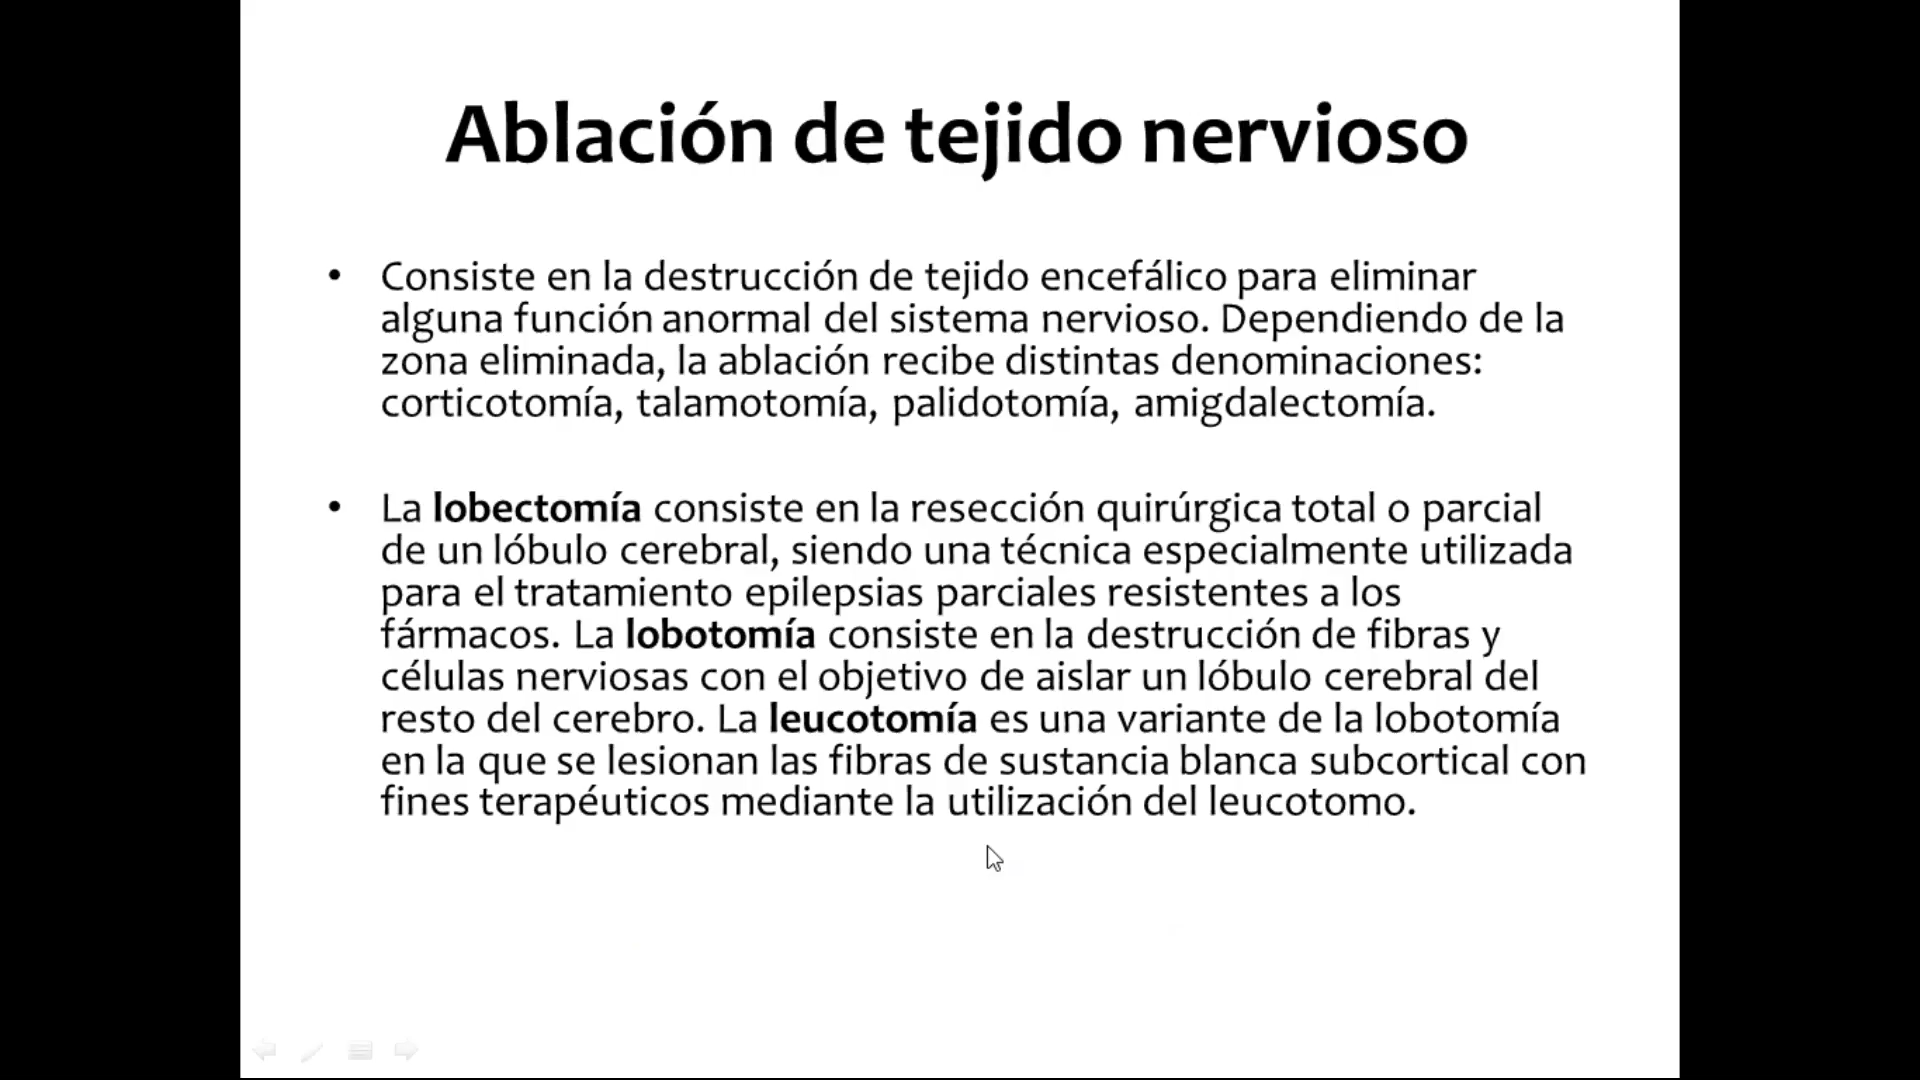 Ablación de tejido nervioso
• Consiste en la destrucción de tejido encefálico para eliminar
alguna función anormal del sistema nervioso. Dependiendo de la
zona eliminada, la ablación recibe distintas denominaciones:
corticotomía, talamotomía, palidotomía, amigdalectomía.
• La lobectomía consiste en la resección quirúrgica total o parcial
de un lóbulo cerebral, siendo una técnica especialmente utilizada
para el tratamiento epilepsias parciales resistentes a los
fármacos. La lobotomía consiste en la destrucción de fibras y
células nerviosas con el objetivo de aislar un lóbulo cerebral del
resto del cerebro. La leucotomía es una variante de la lobotomía
en la que se lesionan las fibras de sustancia blanca subcortical con
fines terapéuticos mediante la utilización del leucotomo.